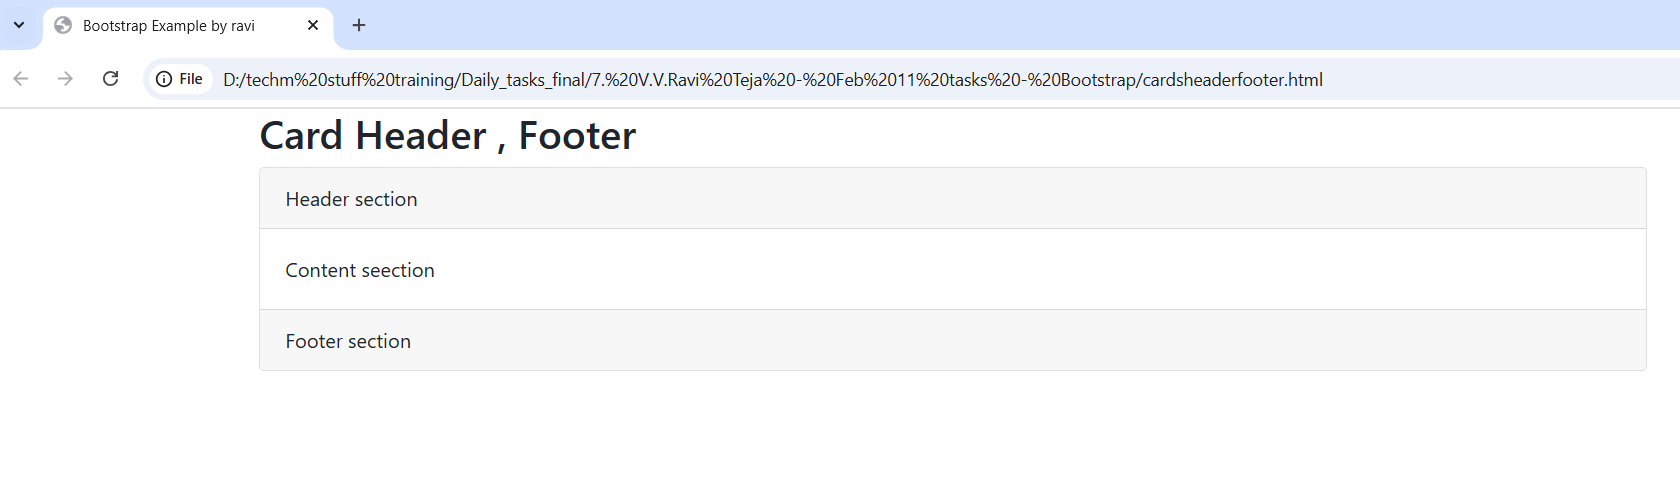 Bootstrap Example by ravi
File D:/techm%20stuff%20training/Daily_tasks_final/7.%20V.V.Ravi%20Teja%20-%20Feb%2011%20tasks%20-%20Bootstrap/cardsheaderfooter.html
Card Header , Footer
Header section
Content seection
Footer section